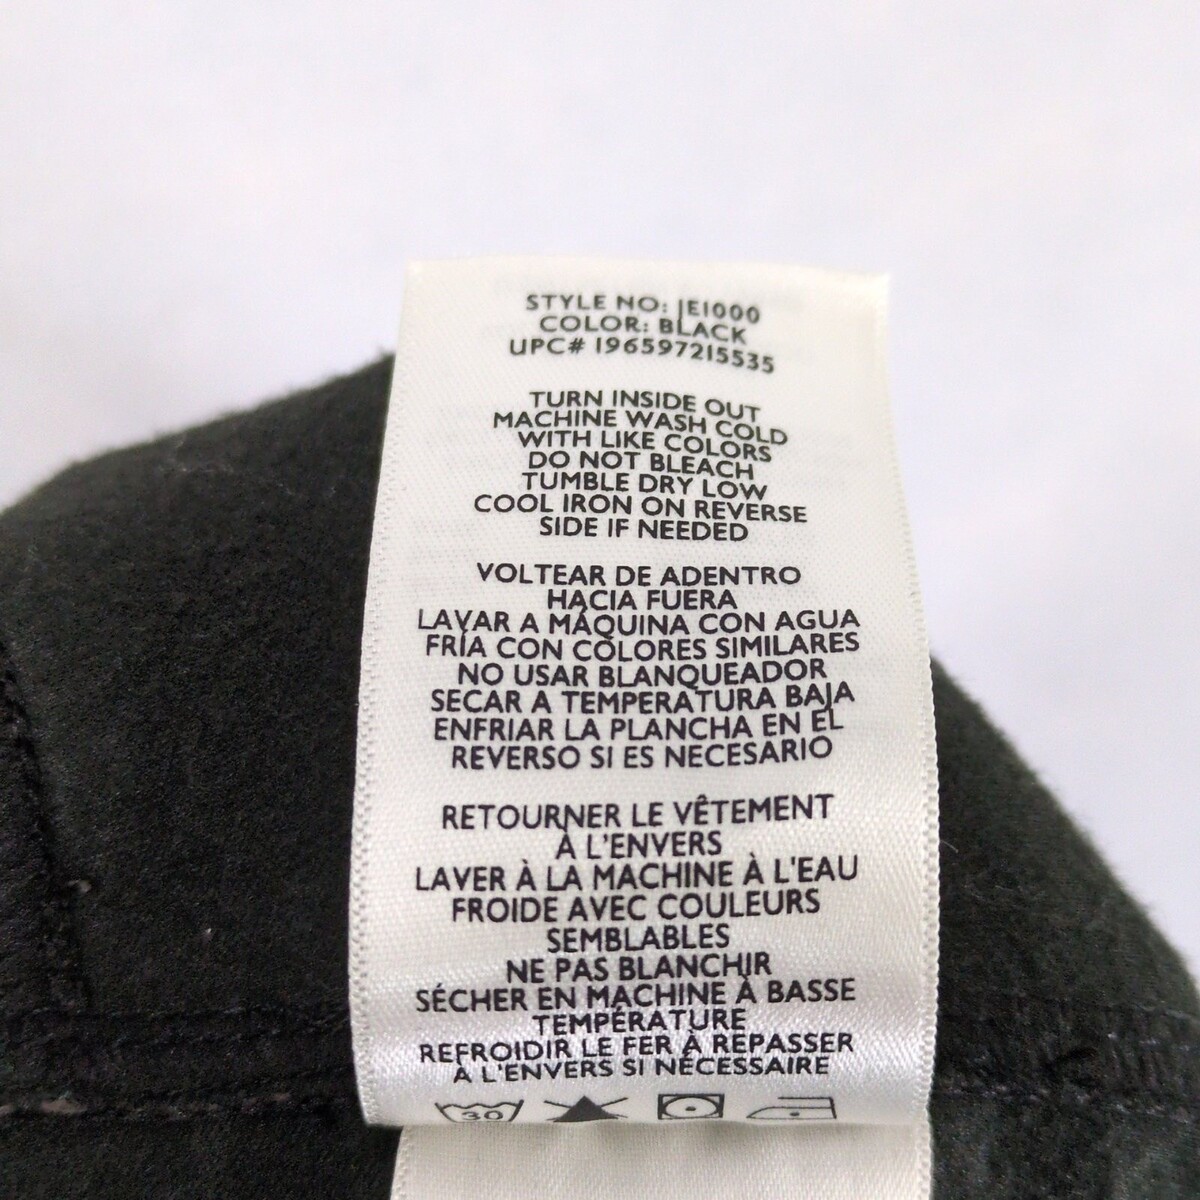 STYLE NO: JE1000
COLOR: BLACK
UPC# 196597215535
TURN INSIDE OUT
MACHINE WASH COLD
WITH LIKE COLORS
DO NOT BLEACH
TUMBLE DRY LOW
COOL IRON ON REVERSE
SIDE IF NEEDED
VOLTEAR DE ADENTRO
HACIA FUERA
LAVAR A MÁQUINA CON AGUA
FRÍA CON COLORES SIMILARES
NO USAR BLANQUEADOR
SECAR A TEMPERATURA BAJA
ENFRIAR LA PLANCHA EN EL
REVERSO SI ES NECESARIO
RETOURNER LE VÊTEMENT
À L'ENVERS
LAVER À LA MACHINE À L'EAU
FROIDE AVEC COULEURS
SEMBLABLES
NE PAS BLANCHIR
SÉCHER EN MACHINE À BASSE
TEMPÉRATURE
REFROIDIR LE FER À REPASSER
À L'ENVERS SI NÉCESSAIRE
30